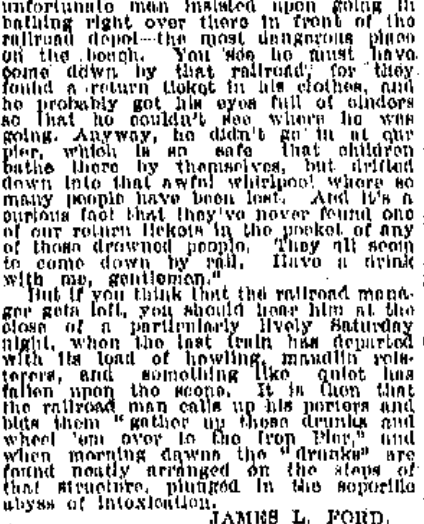 unfortunate man insisted upon going in
bathing right over there in front of the
railroad depot—the most dangerous place
on the beach. You see he must have
come down by that railroad, for they
found a return ticket in his clothes, and
he probably got his eyes full of cinders
so that he couldn't see where he was
going. Anyway, he didn't go in at our
pier, which is so safe that children
bathe there by themselves, but drifted
down into that awful whirlpool where so
many people have been lost. And it's a
curious fact that they've never found one
of our return tickets in the pocket of any
of those drowned people. They all seem
to come down by rail. Have a drink
with me, gentlemen."
But if you think that the railroad mana-
ger gets left, you should hear him at the
close of a particularly lively Saturday
night, when the last train has departed
with its load of howling, maudlin rois-
terers, and something like quiet has
fallen upon the scene. It is then that
the railroad man calls up his porters and
bids them "gather up those drunks and
wheel 'em over to the Iron Pier," and
when morning dawns the "drunks" are
found neatly arranged on the steps of
that structure, plunged in the soporific
abyss of intoxication.
JAMES L. FORD.